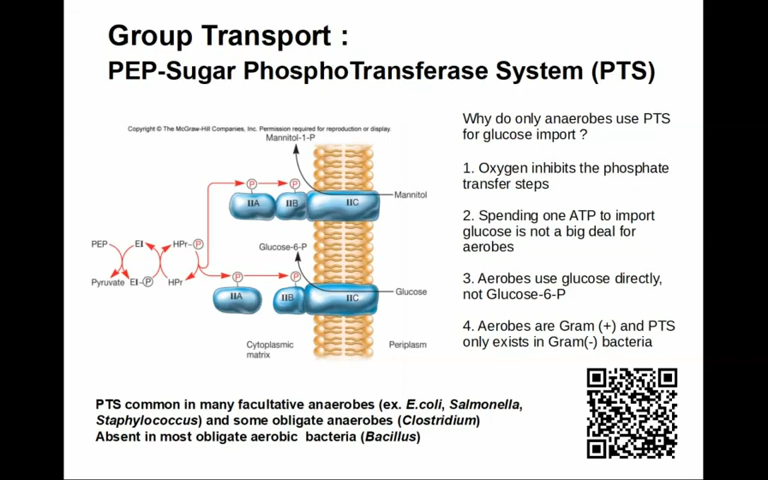 Group Transport :
PEP-Sugar PhosphoTransferase System (PTS)
Copyright © The McGraw-Hill Companies, Inc. Permission required for reproduction or display.
Mannitol-1-P
P
P
IIA
IIB
IIC
Mannitol
PEP
EI
HPr-P
Glucose-6-P
Pyruvate
EI-P
HPr
P
P
IIA
IIB
IIC
Glucose
Cytoplasmic
matrix
Periplasm
Why do only anaerobes use PTS
for glucose import ?
1. Oxygen inhibits the phosphate
transfer steps
2. Spending one ATP to import
glucose is not a big deal for
aerobes
3. Aerobes use glucose directly,
not Glucose-6-P
4. Aerobes are Gram (+) and PTS
only exists in Gram(-) bacteria
PTS common in many facultative anaerobes (ex. E.coli, Salmonella,
Staphylococcus) and some obligate anaerobes (Clostridium)
Absent in most obligate aerobic bacteria (Bacillus)